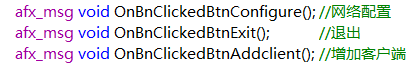 afx_msg void OnBnClickedBtnConfigure(); //网络配置
afx_msg void OnBnClickedBtnExit(); //退出
afx_msg void OnBnClickedBtnAddclient(); //增加客户端